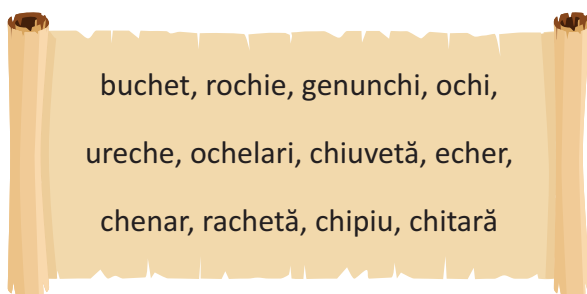 buchet, rochie, genunchi, ochi,
ureche, ochelari, chiuvetă, echer,
chenar, rachetă, chipiu, chitară